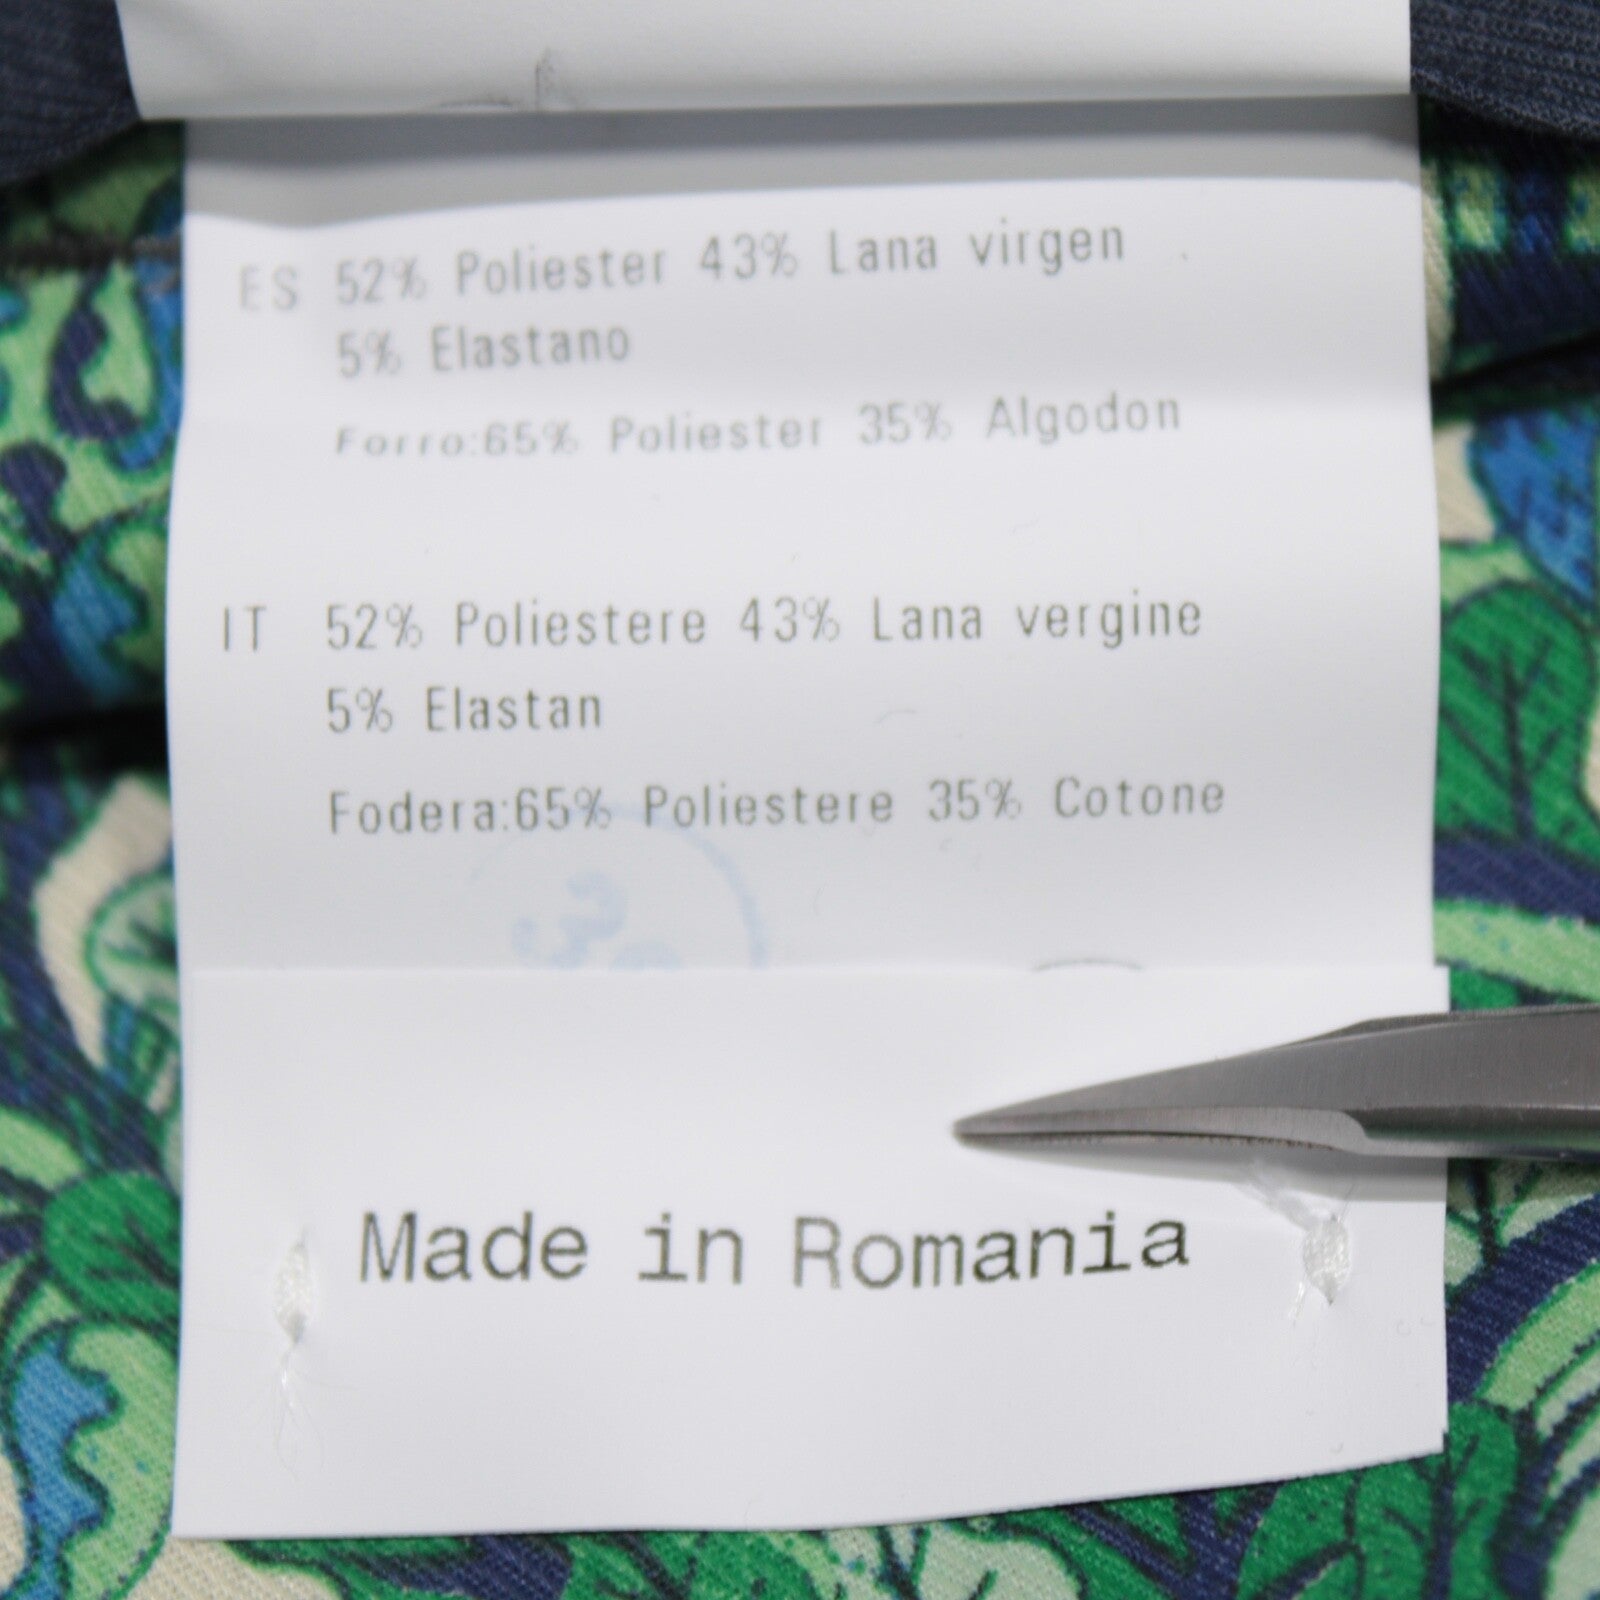 ES 52% Poliester 43% Lana virgen
5% Elastano
Forro:65% Poliester 35% Algodon
IT 52% Poliestere 43% Lana vergine
5% Elastan
Fodera:65% Poliestere 35% Cotone
Made in Romania